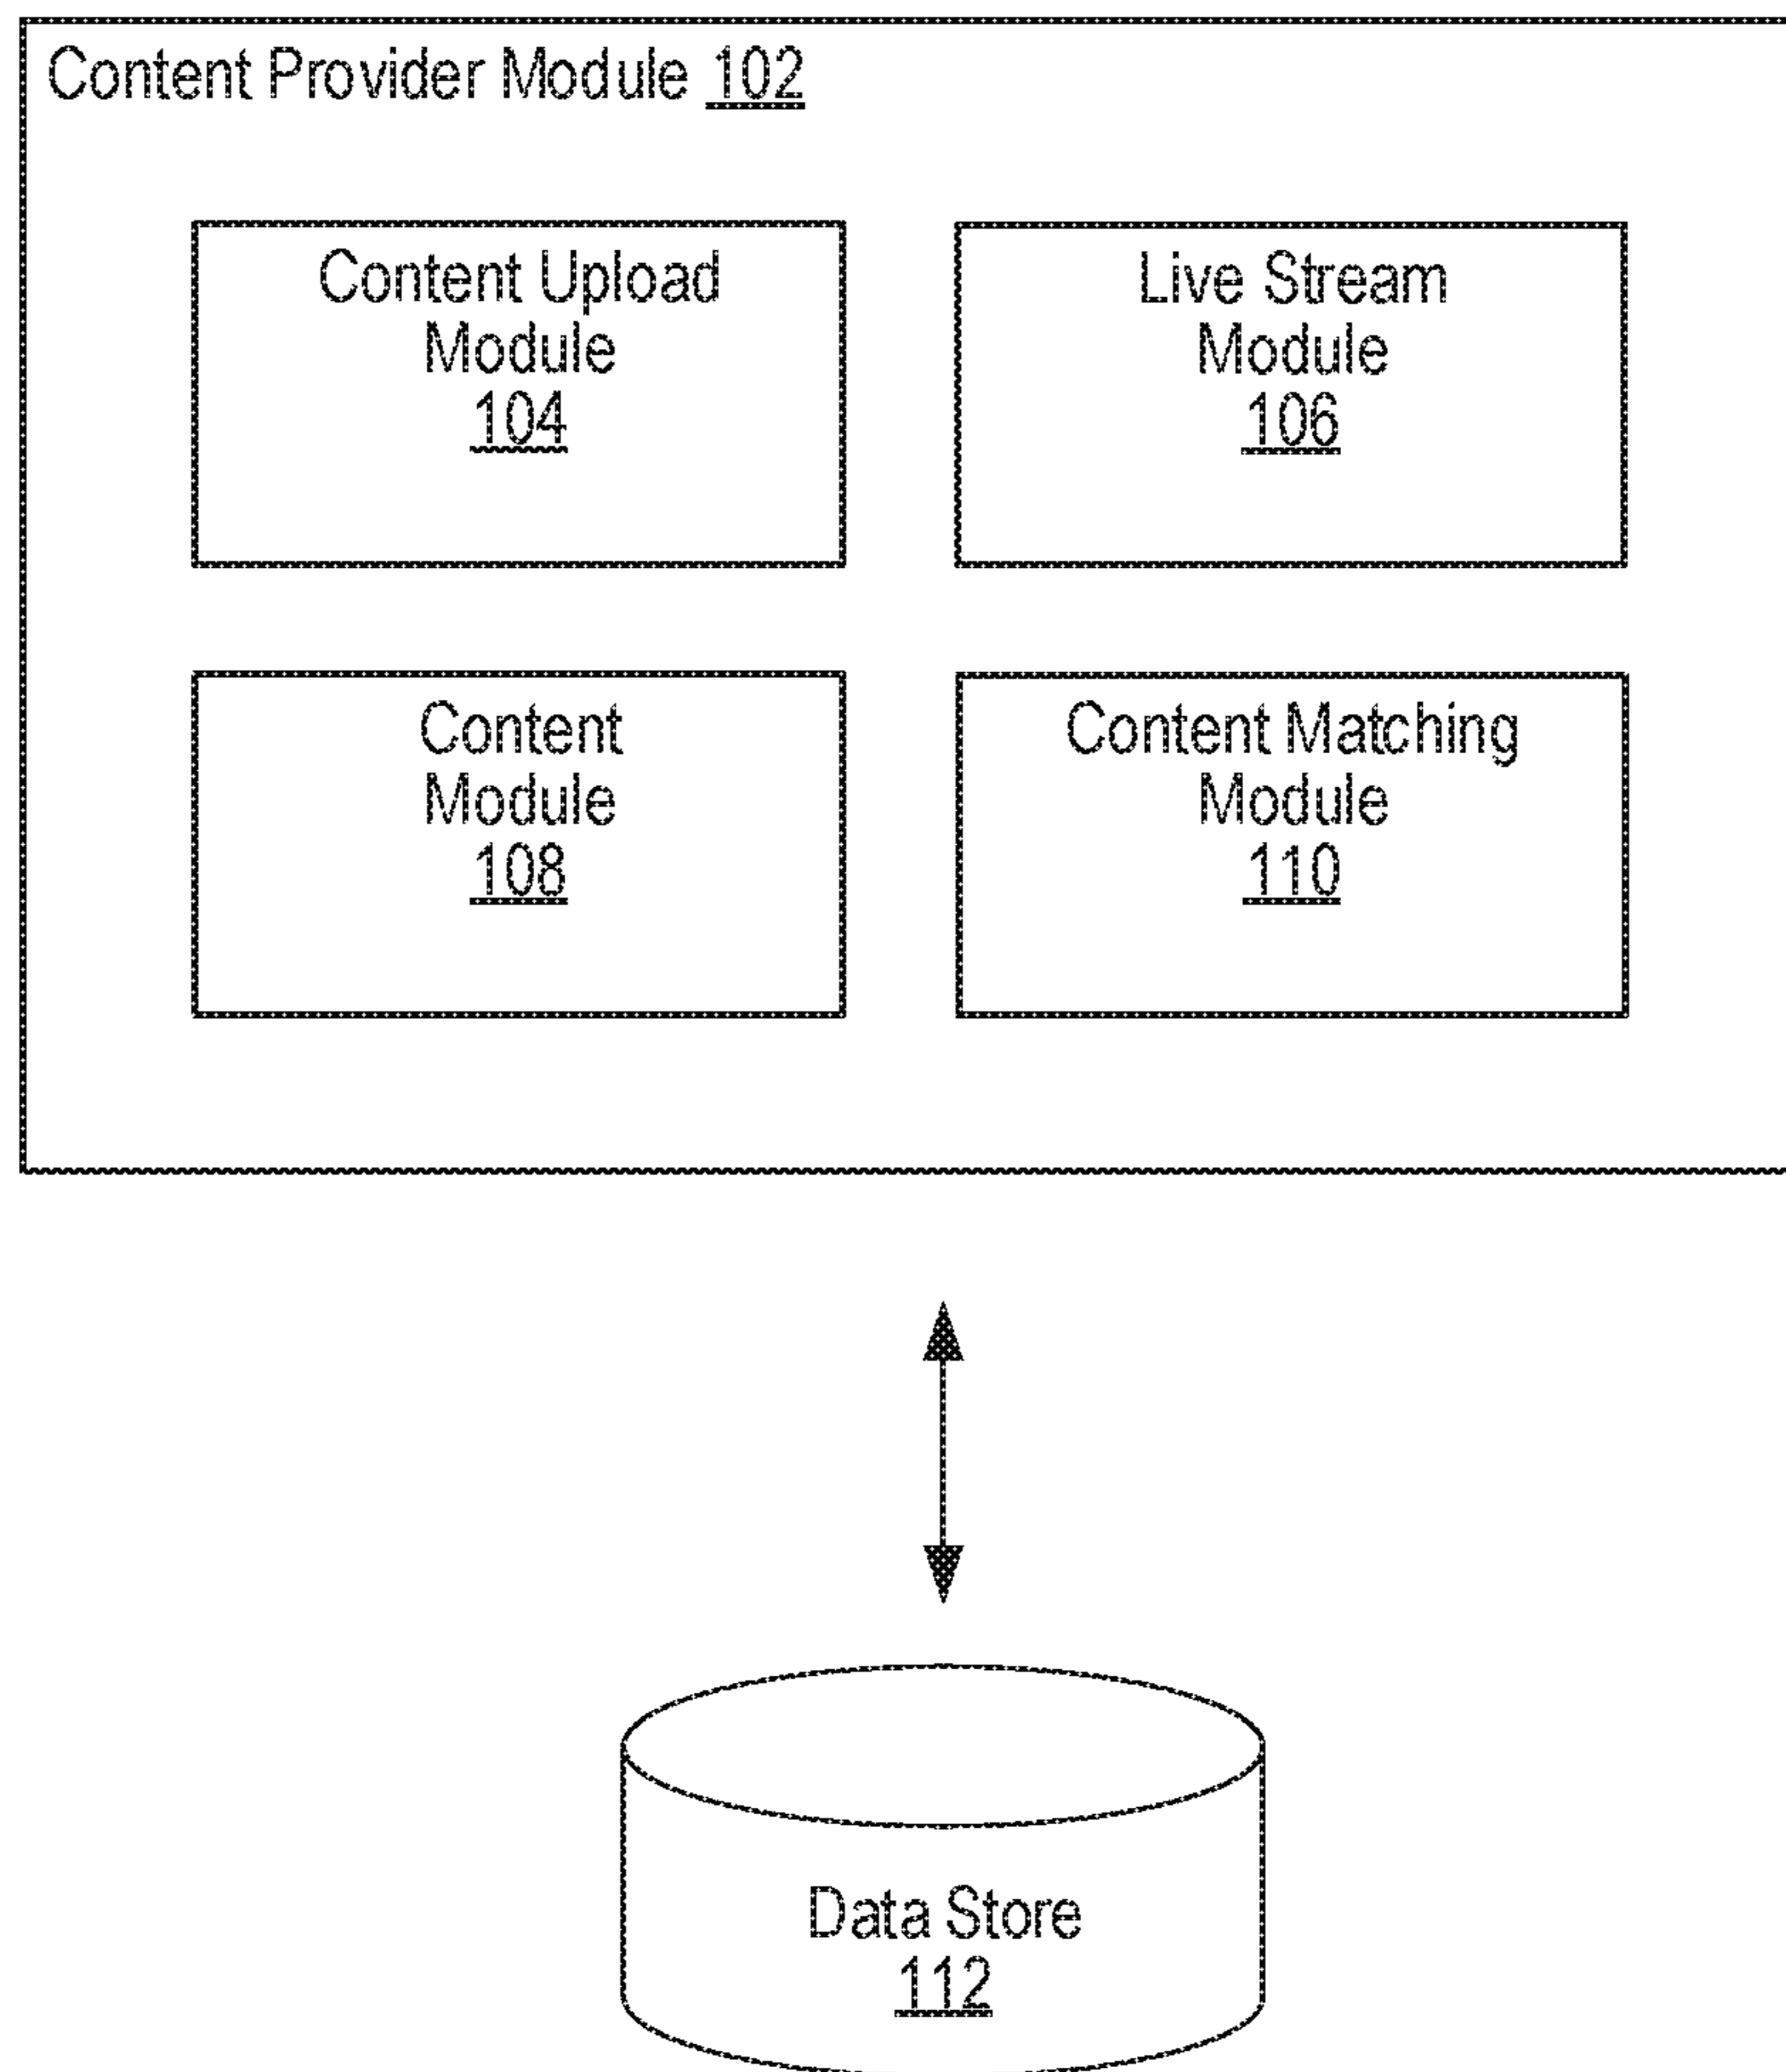 Content Provider Module 102
Content Upload
Module
104
Live Stream
Module
106
Content
Module
108
Content Matching
Module
110
Data Store
112